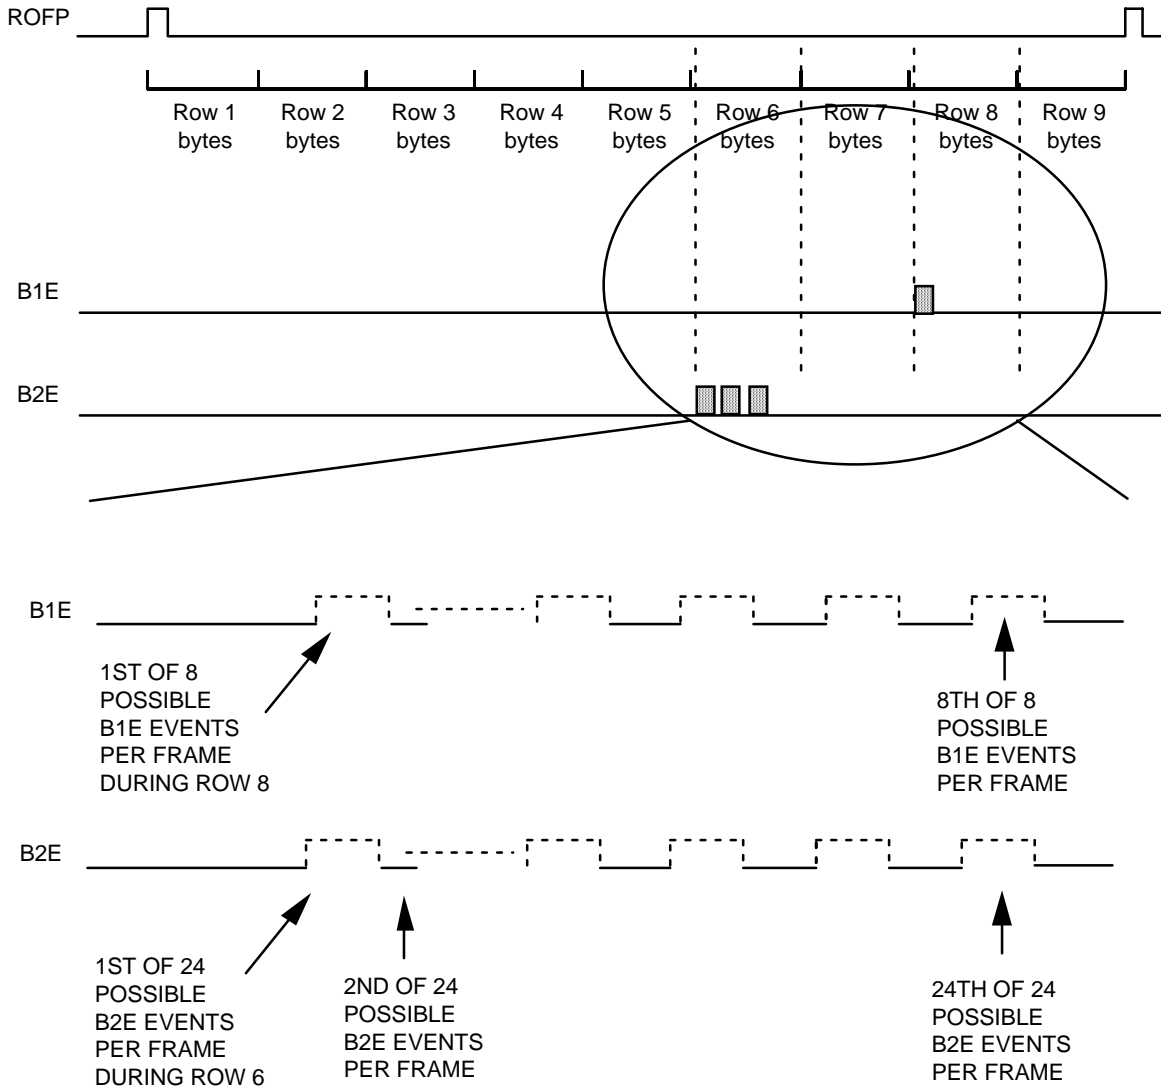 ROFP
Row 1 bytes
Row 2 bytes
Row 3 bytes
Row 4 bytes
Row 5 bytes
Row 6 bytes
Row 7 bytes
Row 8 bytes
Row 9 bytes
B1E
B2E
B1E
1ST OF 8
POSSIBLE
B1E EVENTS
PER FRAME
DURING ROW 8
8TH OF 8
POSSIBLE
B1E EVENTS
PER FRAME
B2E
1ST OF 24
POSSIBLE
B2E EVENTS
PER FRAME
DURING ROW 6
2ND OF 24
POSSIBLE
B2E EVENTS
PER FRAME
24TH OF 24
POSSIBLE
B2E EVENTS
PER FRAME